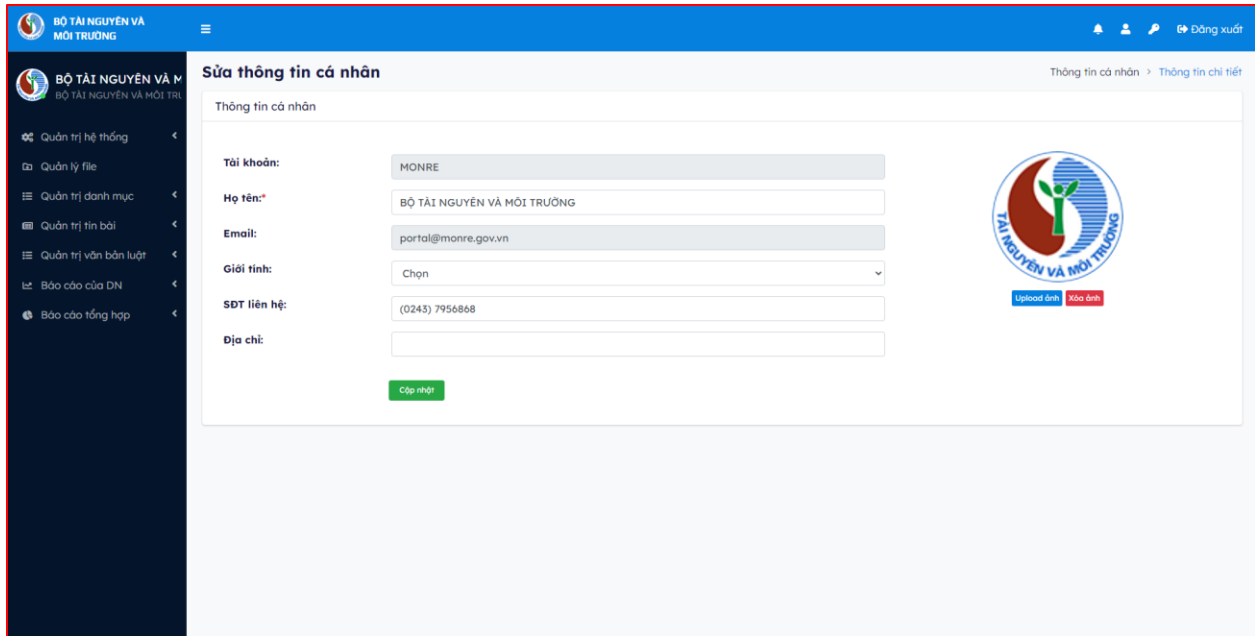 BỘ TÀI NGUYÊN VÀ
MÔI TRƯỜNG
Đăng xuất
BỘ TÀI NGUYÊN VÀ M
BỘ TÀI NGUYÊN VÀ MÔI TRƯ
Quản trị hệ thống
Quản lý file
Quản trị danh mục
Quản trị tin bài
Quản trị văn bản luật
Báo cáo của DN
Báo cáo tổng hợp
Sửa thông tin cá nhân
Thông tin cá nhân > Thông tin chi tiết
Thông tin cá nhân
Tài khoản: MONRE
Họ tên:* BỘ TÀI NGUYÊN VÀ MÔI TRƯỜNG
Email: portal@monre.gov.vn
Giới tính: Chọn
SĐT liên hệ: (0243) 7956868
Địa chỉ:
Cập nhật
TÀI NGUYÊN VÀ MÔI TRƯỜNG
Upload ảnh Xóa ảnh